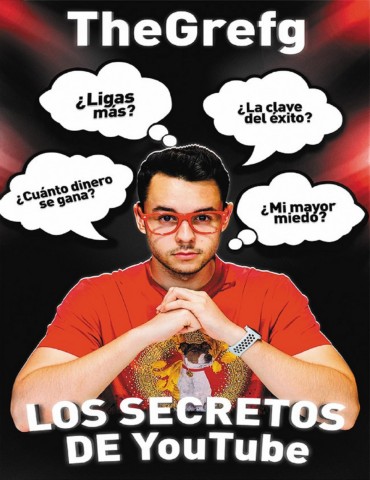 TheGrefg
¿Ligas
más?
¿La clave
del éxito?
¿Cuánto dinero
se gana?
¿Mi mayor
miedo?
LOS SECRETOS
DE YouTube